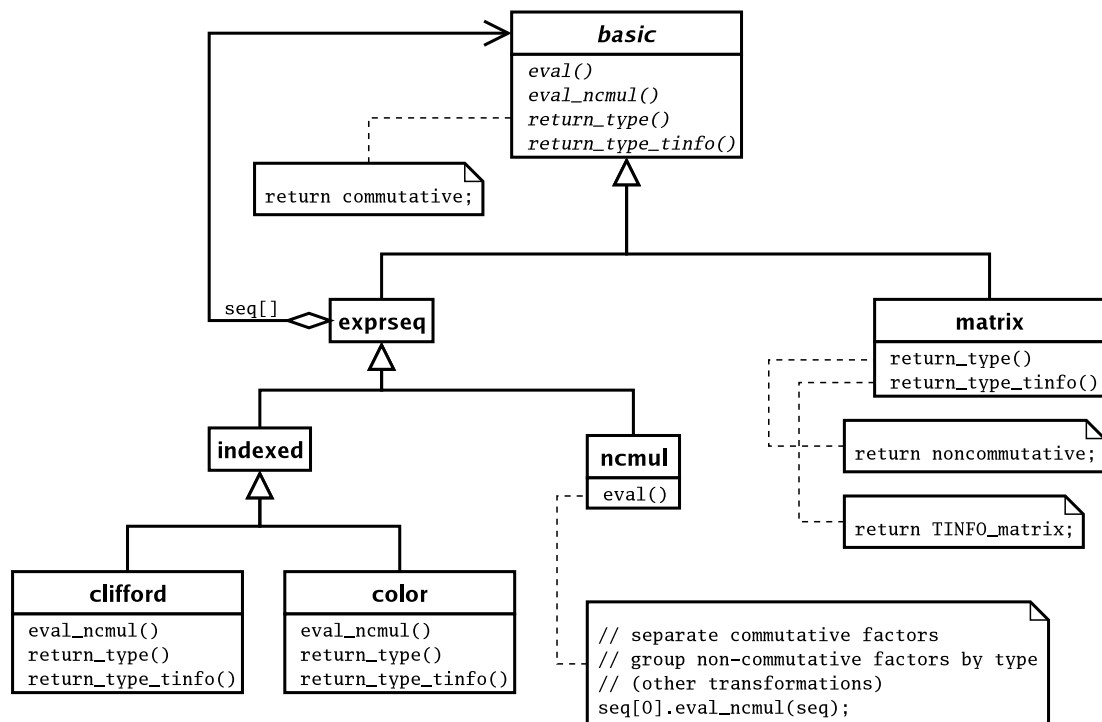 basic
eval()
eval_ncmul()
return_type()
return_type_tinfo()
return commutative;
seq[]
exprseq
matrix
return_type()
return_type_tinfo()
indexed
ncmul
eval()
return noncommutative;
return TINFO_matrix;
clifford
eval_ncmul()
return_type()
return_type_tinfo()
color
eval_ncmul()
return_type()
return_type_tinfo()
// separate commutative factors
// group non-commutative factors by type
// (other transformations)
seq[0].eval_ncmul(seq);